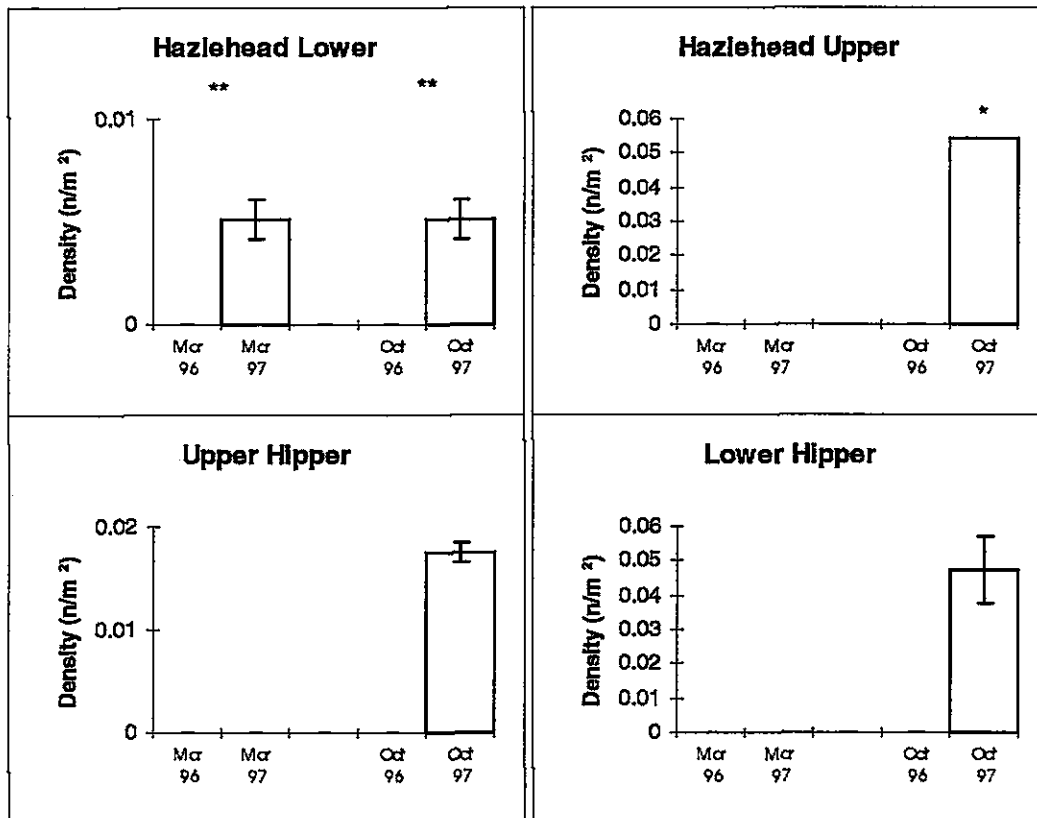 Hazlehead Lower
**
**
0.01
0
Density (n/m ²)
Mar
96
Mar
97
Oct
96
Oct
97
Hazlehead Upper
*
0.06
0.05
0.04
0.03
0.02
0.01
0
Density (n/m ²)
Mar
96
Mar
97
Oct
96
Oct
97
Upper Hipper
0.02
0.01
0
Density (n/m ²)
Mar
96
Mar
97
Oct
96
Oct
97
Lower Hipper
0.06
0.05
0.04
0.03
0.02
0.01
0
Density (n/m ²)
Mar
96
Mar
97
Oct
96
Oct
97